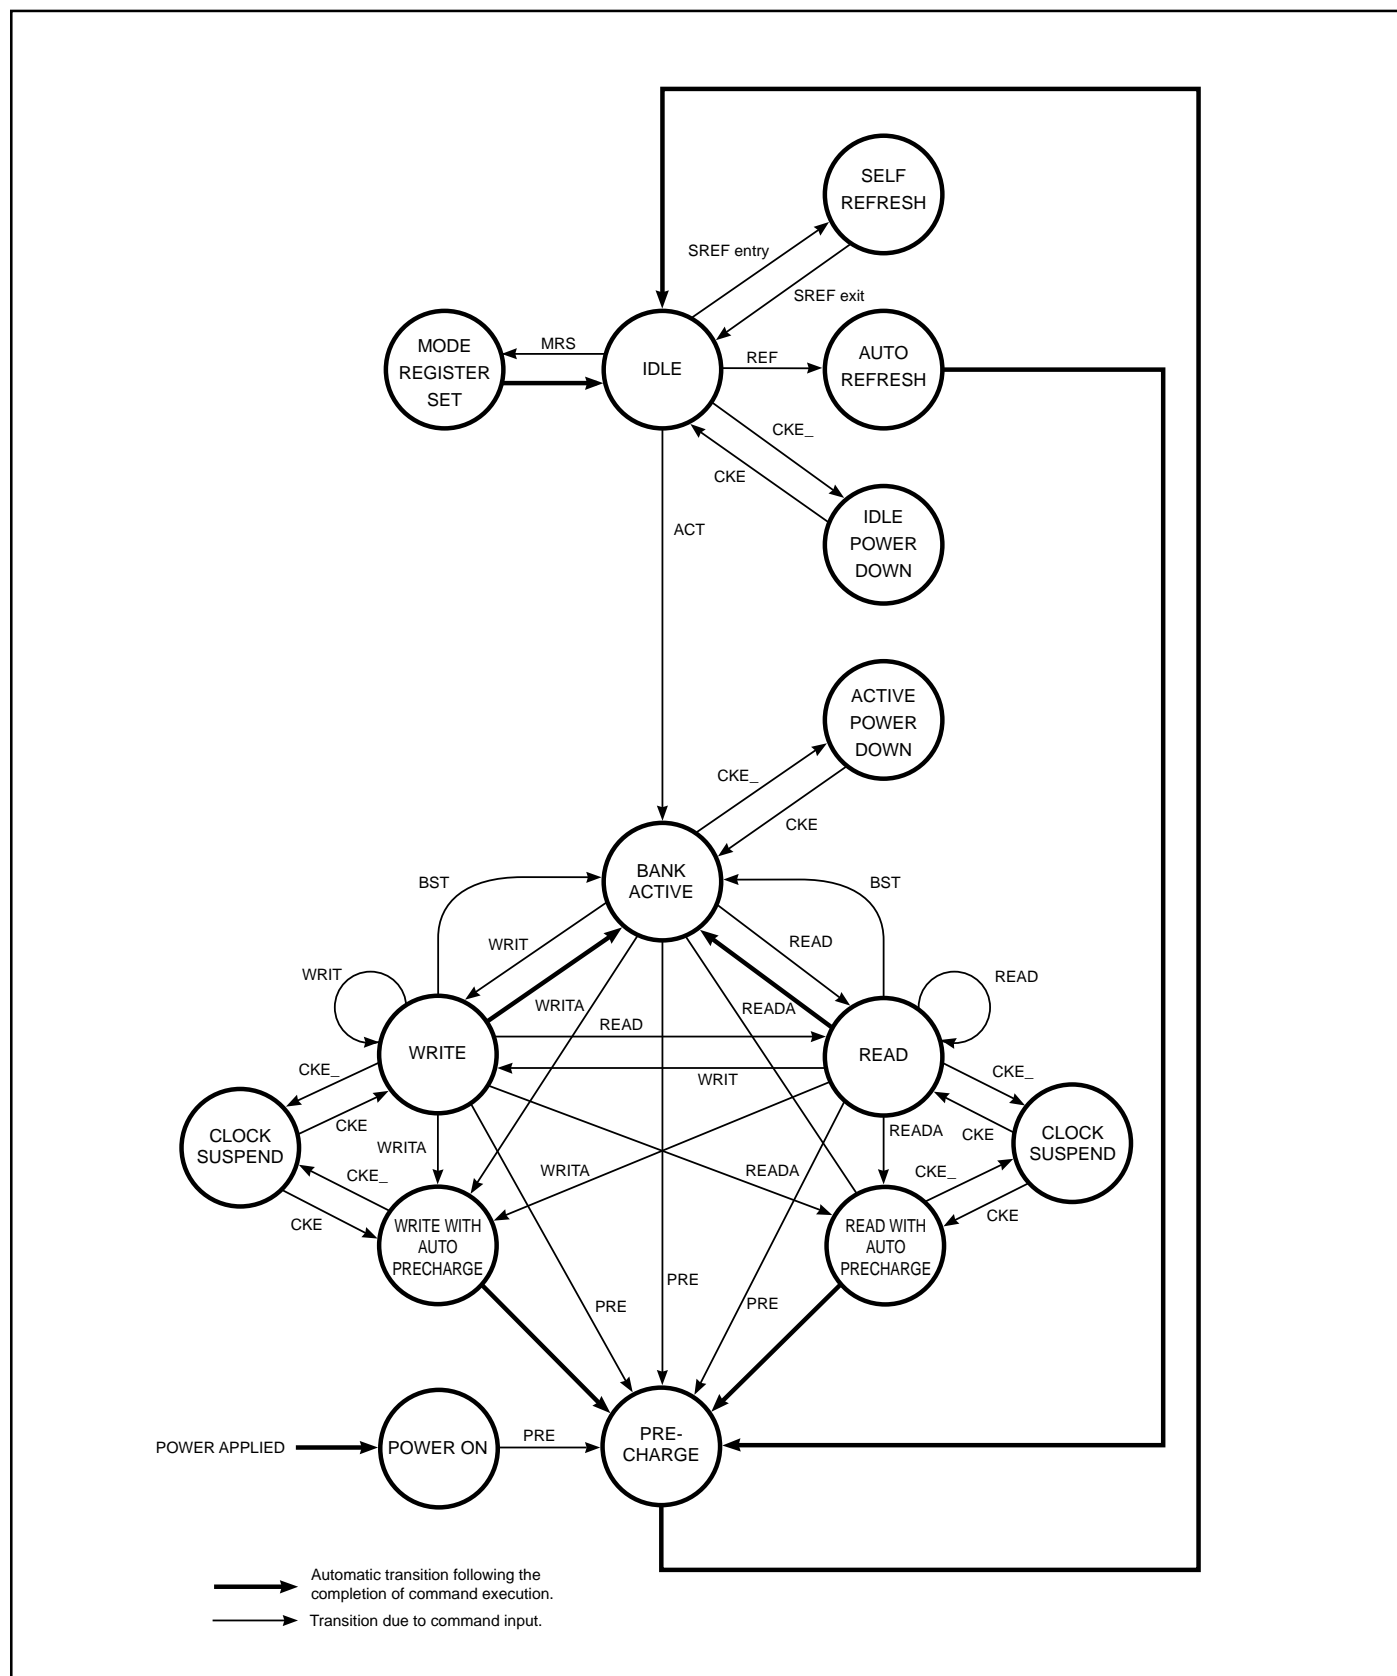 SELF
REFRESH
SREF entry
SREF exit
MODE
REGISTER
SET
MRS
IDLE
REF
AUTO
REFRESH
CKE_
CKE
IDLE
POWER
DOWN
ACT
ACTIVE
POWER
DOWN
CKE_
CKE
BANK
ACTIVE
BST
BST
WRIT
READ
WRIT
READ
WRITA
READA
READ
WRITE
READ
WRIT
CKE_
CKE_
CLOCK
SUSPEND
CKE
WRITA
READA
CKE
CLOCK
SUSPEND
CKE_
WRITA
READA
CKE_
CKE
CKE
WRITE WITH
AUTO
PRECHARGE
READ WITH
AUTO
PRECHARGE
PRE
PRE
PRE
POWER APPLIED
POWER ON
PRE
PRE-
CHARGE
Automatic transition following the
completion of command execution.
Transition due to command input.